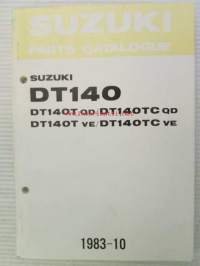 SUZUKI
PARTS CATALOGUE
SUZUKI
DT140
DT140T QD/DT140TC QD
DT140T VE/DT140TC VE
1983-10